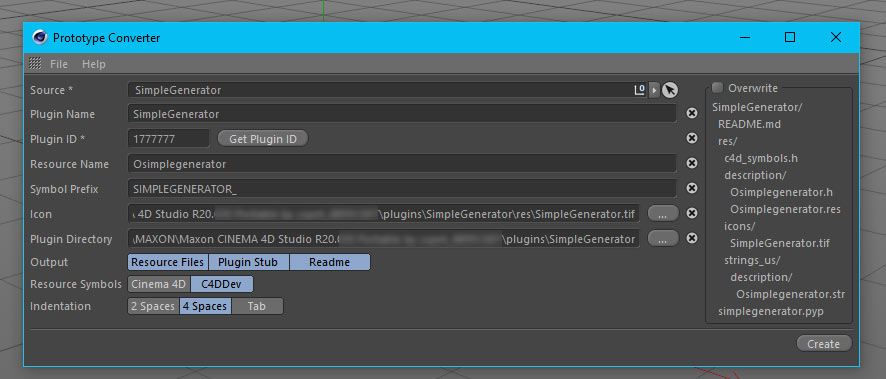 Prototype Converter
File Help
Source * SimpleGenerator 0
Plugin Name SimpleGenerator
Plugin ID * 1777777 Get Plugin ID
Resource Name Osimplegenerator
Symbol Prefix SIMPLEGENERATOR_
Icon \ 4D Studio R20. \plugins\SimpleGenerator\res\SimpleGenerator.tif ...
Plugin Directory \MAXON\Maxon CINEMA 4D Studio R20. \plugins\SimpleGenerator ...
Output Resource Files Plugin Stub Readme
Resource Symbols Cinema 4D C4DDev
Indentation 2 Spaces 4 Spaces Tab
Overwrite
SimpleGenerator/
README.md
res/
c4d_symbols.h
description/
Osimplegenerator.h
Osimplegenerator.res
icons/
SimpleGenerator.tif
strings_us/
description/
Osimplegenerator.str
simplegenerator.pyp
Create